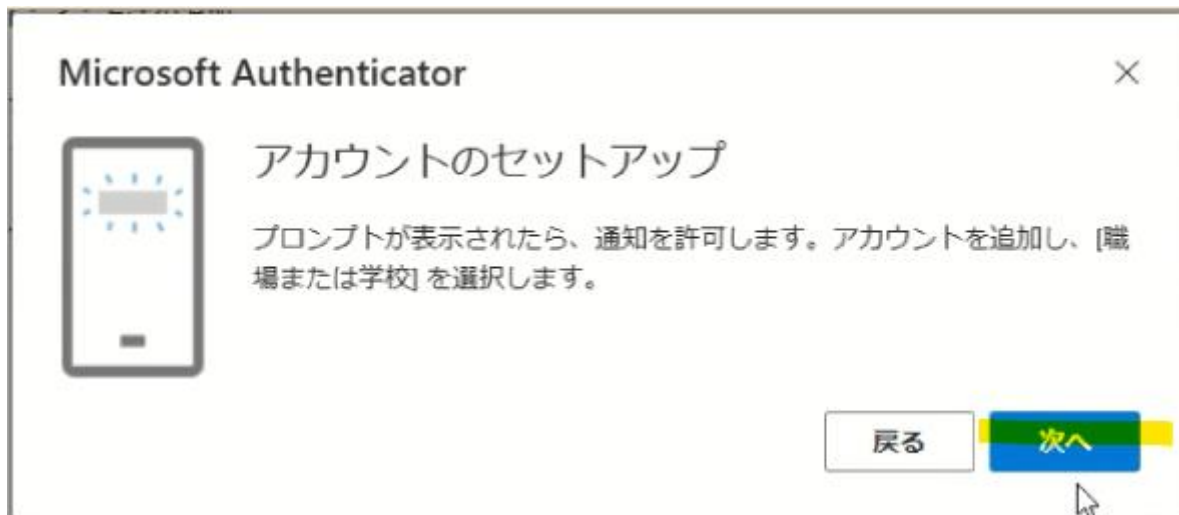 Microsoft Authenticator
アカウントのセットアップ
プロンプトが表示されたら、通知を許可します。アカウントを追加し、[職
場または学校] を選択します。
戻る
次へ